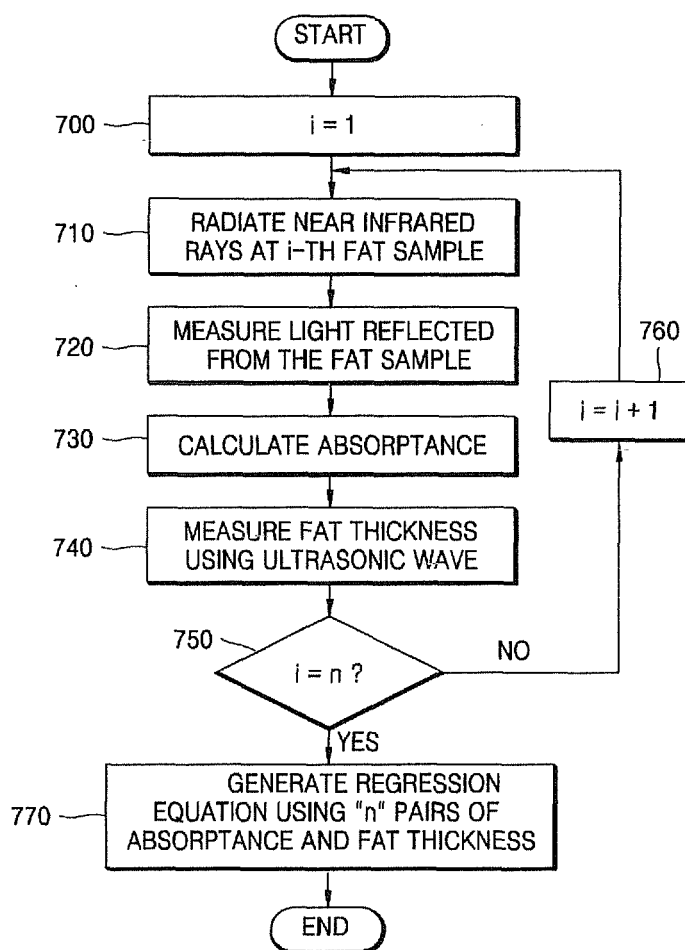 START
700
i = 1
710
RADIATE NEAR INFRARED
RAYS AT i-TH FAT SAMPLE
720
MEASURE LIGHT REFLECTED
FROM THE FAT SAMPLE
760
i = i + 1
730
CALCULATE ABSORPTANCE
740
MEASURE FAT THICKNESS
USING ULTRASONIC WAVE
750
i = n ?
NO
YES
770
GENERATE REGRESSION
EQUATION USING "n" PAIRS OF
ABSORPTANCE AND FAT THICKNESS
END